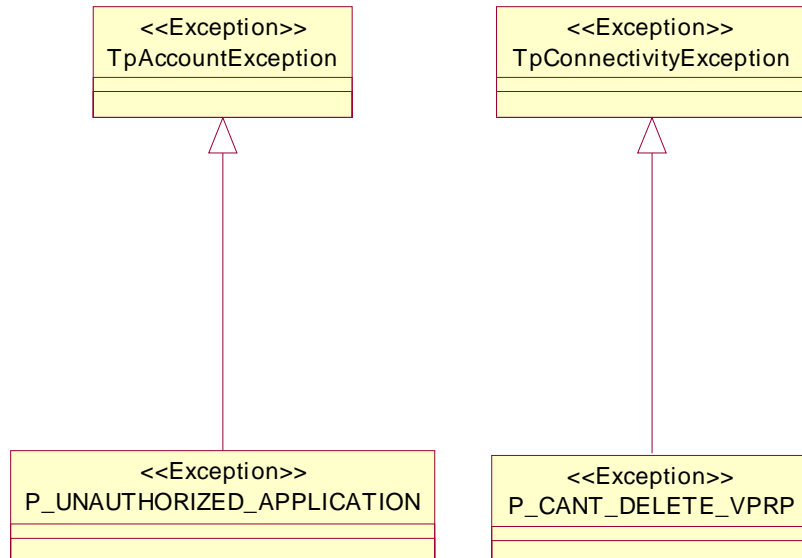 <<Exception>>
TpAccountException
<<Exception>>
TpConnectivityException
<<Exception>>
P_UNAUTHORIZED_APPLICATION
<<Exception>>
P_CANT_DELETE_VPRP